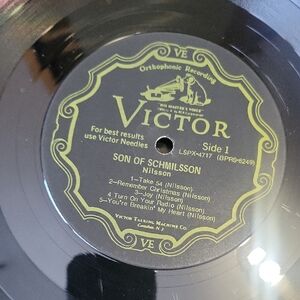 VE
Orthophonic Recording
"HIS MASTER'S VOICE"
VICTOR
For best results
use Victor Needles
Side 1
LSPX-4717 (BPRS-6249)
SON OF SCHMILSSON
Nilsson
1-Take 54 (Nilsson)
2-Remember Christmas (Nilsson)
3-Joy (Nilsson)
4 Turn On Your Radio (Nilsson)
5-You're Breakin' My Heart (Nilsson)
VICTOR TALKING MACHINE CO.
Camden, N.J.
VE